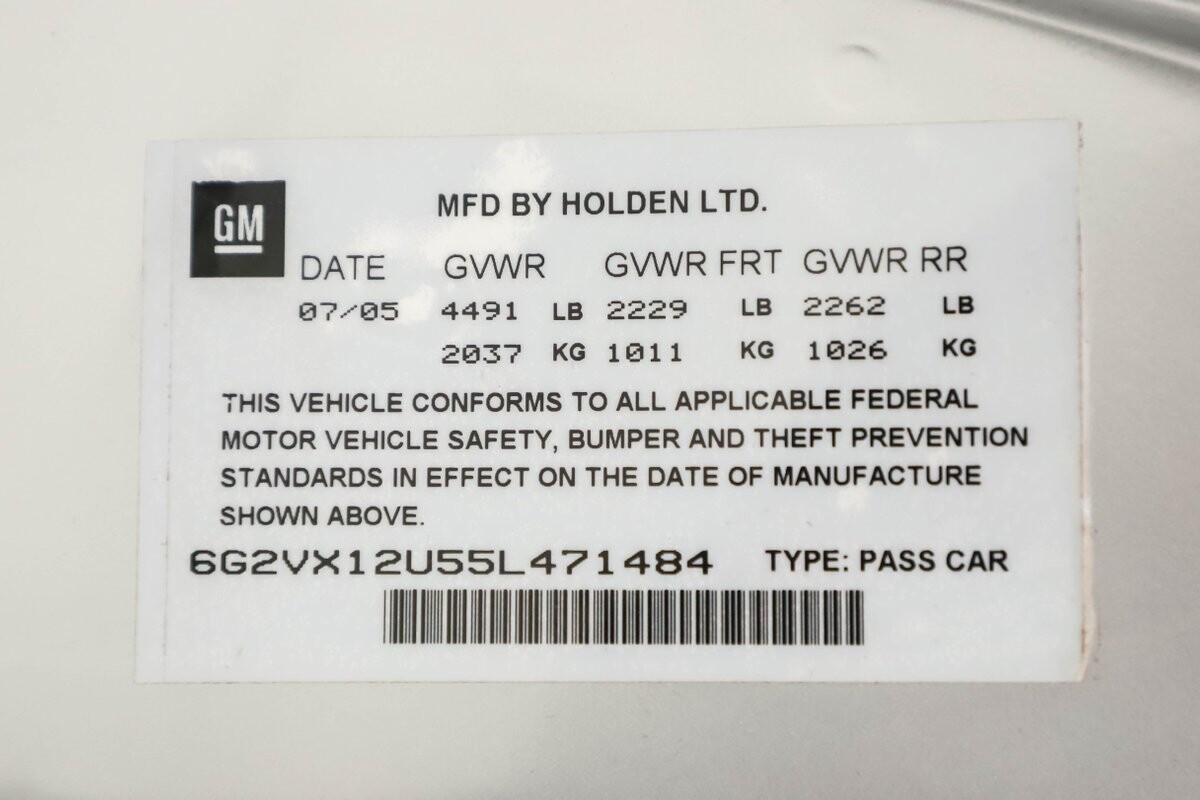 GM
MFD BY HOLDEN LTD.
DATE GVWR GVWR FRT GVWR RR
07/05 4491 LB 2229 LB 2262 LB
2037 KG 1011 KG 1026 KG
THIS VEHICLE CONFORMS TO ALL APPLICABLE FEDERAL
MOTOR VEHICLE SAFETY, BUMPER AND THEFT PREVENTION
STANDARDS IN EFFECT ON THE DATE OF MANUFACTURE
SHOWN ABOVE.
6G2VX12U55L471484 TYPE: PASS CAR